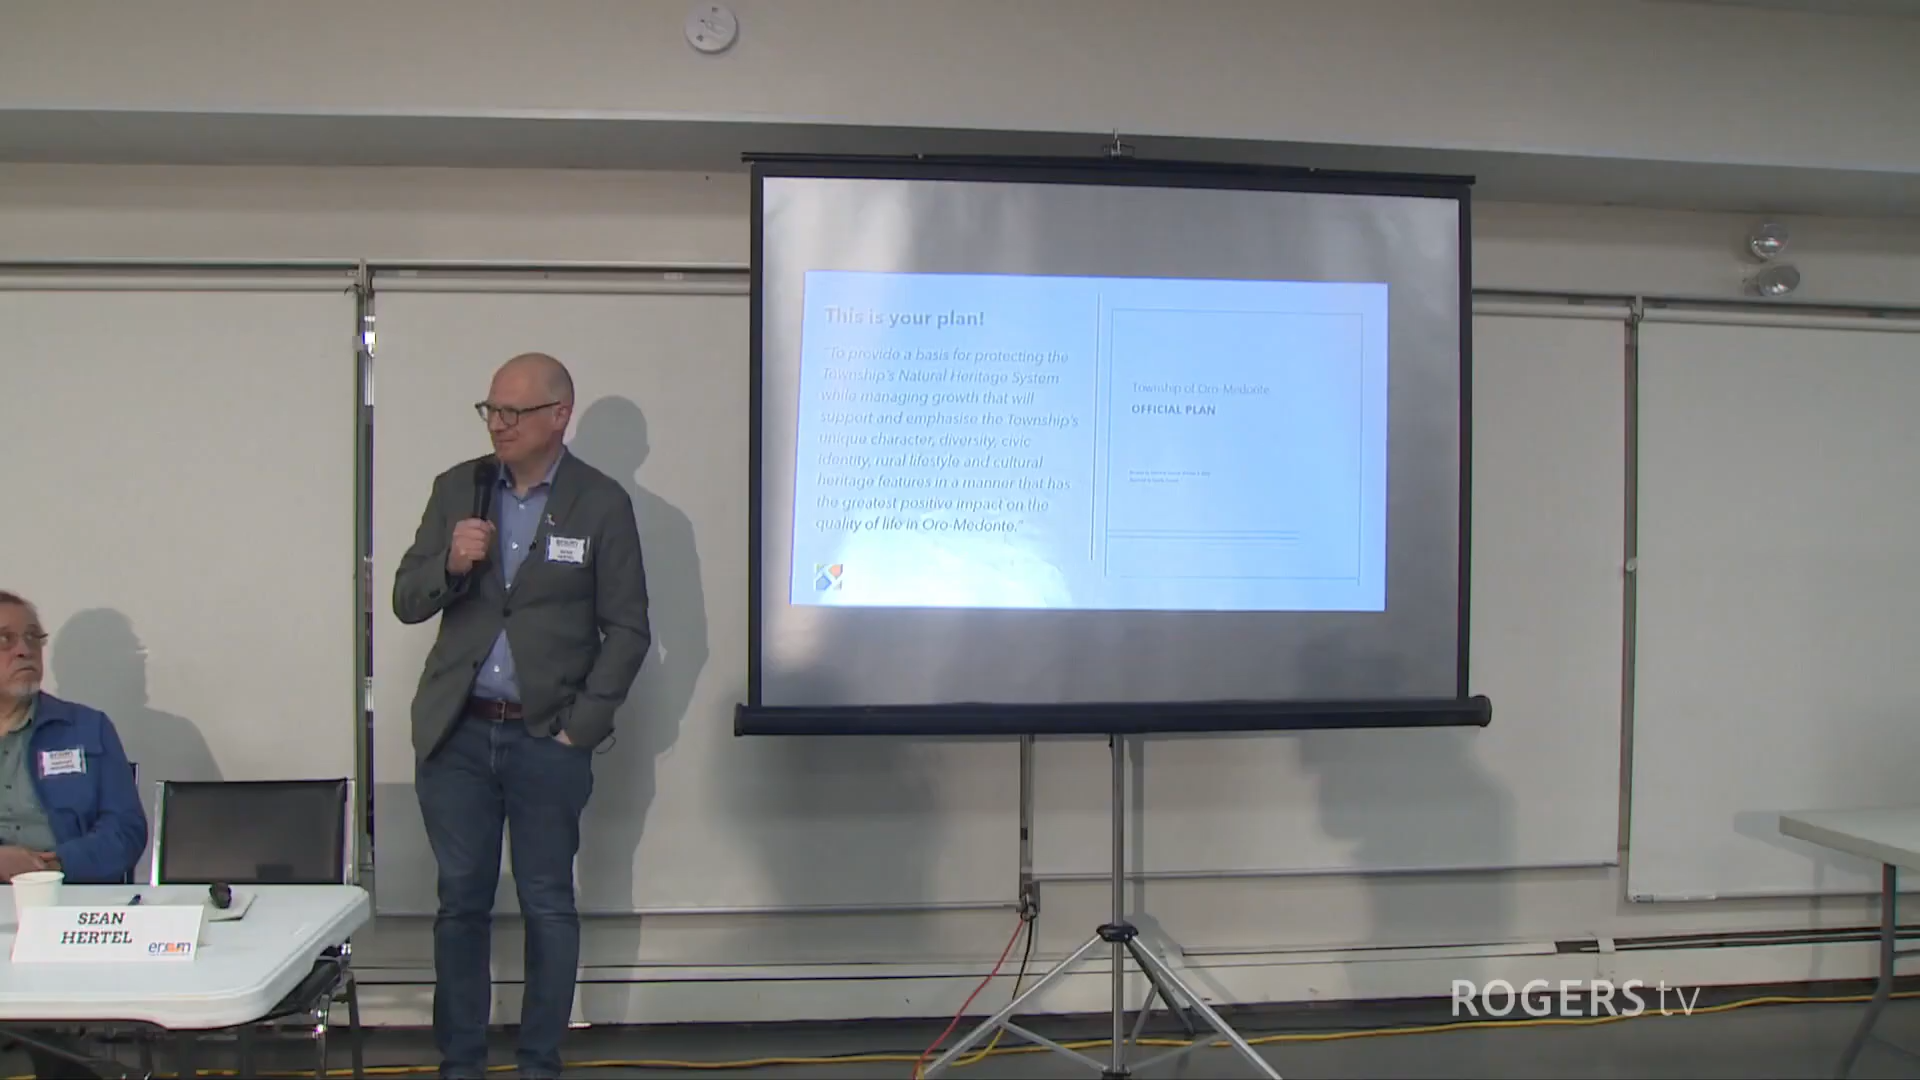 This is your plan!
"To provide a basis for protecting the
Township's Natural Heritage System
while managing growth that will
support and emphasise the Township's
unique character, diversity, civic
identity, rural lifestyle and cultural
heritage features in a manner that has
the greatest positive impact on the
quality of life in Oro-Medonte."
Township of Oro-Medonte
OFFICIAL PLAN
SEAN
HERTEL
SEAN
HERTEL
ROGERS tv